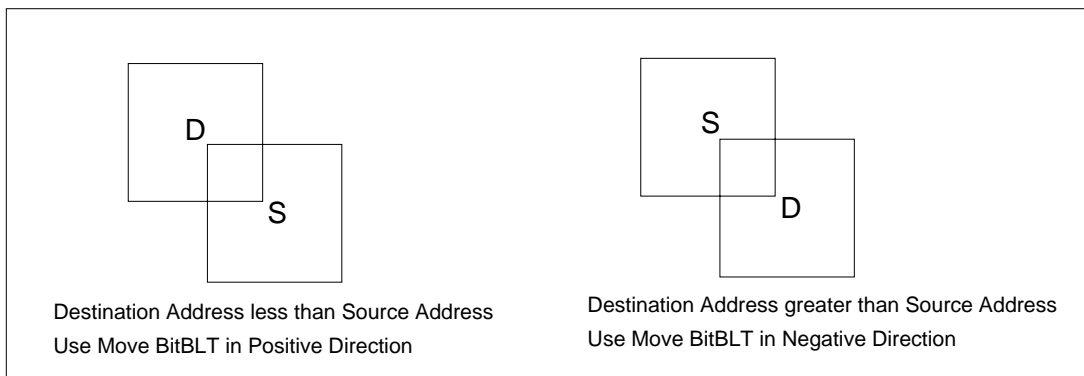 D
S
Destination Address less than Source Address
Use Move BitBLT in Positive Direction
S
D
Destination Address greater than Source Address
Use Move BitBLT in Negative Direction